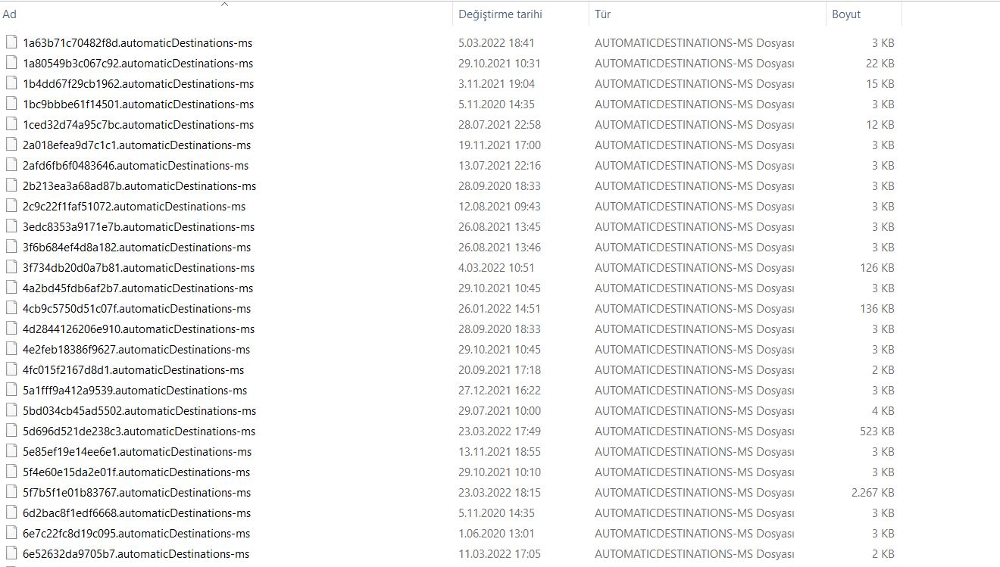 Ad Değiştirme tarihi Tür Boyut
1a63b71c70482f8d.automaticDestinations-ms 5.03.2022 18:41 AUTOMATICDESTINATIONS-MS Dosyası 3 KB
1a80549b3c067c92.automaticDestinations-ms 29.10.2021 10:31 AUTOMATICDESTINATIONS-MS Dosyası 22 KB
1b4dd67f29cb1962.automaticDestinations-ms 3.11.2021 19:04 AUTOMATICDESTINATIONS-MS Dosyası 15 KB
1bc9bbbe61f14501.automaticDestinations-ms 5.11.2020 14:35 AUTOMATICDESTINATIONS-MS Dosyası 3 KB
1ced32d74a95c7bc.automaticDestinations-ms 28.07.2021 22:58 AUTOMATICDESTINATIONS-MS Dosyası 12 KB
2a018efea9d7c1c1.automaticDestinations-ms 19.11.2021 17:00 AUTOMATICDESTINATIONS-MS Dosyası 3 KB
2afd6fb6f0483646.automaticDestinations-ms 13.07.2021 22:16 AUTOMATICDESTINATIONS-MS Dosyası 3 KB
2b213ea3a68ad87b.automaticDestinations-ms 28.09.2020 18:33 AUTOMATICDESTINATIONS-MS Dosyası 3 KB
2c9c22f1faf51072.automaticDestinations-ms 12.08.2021 09:43 AUTOMATICDESTINATIONS-MS Dosyası 3 KB
3edc8353a9171e7b.automaticDestinations-ms 26.08.2021 13:45 AUTOMATICDESTINATIONS-MS Dosyası 3 KB
3f6b684ef4d8a182.automaticDestinations-ms 26.08.2021 13:46 AUTOMATICDESTINATIONS-MS Dosyası 3 KB
3f734db20d0a7b81.automaticDestinations-ms 4.03.2022 10:51 AUTOMATICDESTINATIONS-MS Dosyası 126 KB
4a2bd45fdb6af2b7.automaticDestinations-ms 29.10.2021 10:45 AUTOMATICDESTINATIONS-MS Dosyası 3 KB
4cb9c5750d51c07f.automaticDestinations-ms 26.01.2022 14:51 AUTOMATICDESTINATIONS-MS Dosyası 136 KB
4d2844126206e910.automaticDestinations-ms 28.09.2020 18:33 AUTOMATICDESTINATIONS-MS Dosyası 3 KB
4e2feb18386f9627.automaticDestinations-ms 29.10.2021 10:45 AUTOMATICDESTINATIONS-MS Dosyası 3 KB
4fc015f2167d8d1.automaticDestinations-ms 20.09.2021 17:18 AUTOMATICDESTINATIONS-MS Dosyası 2 KB
5a1fff9a412a9539.automaticDestinations-ms 27.12.2021 16:22 AUTOMATICDESTINATIONS-MS Dosyası 3 KB
5bd034cb45ad5502.automaticDestinations-ms 29.07.2021 10:00 AUTOMATICDESTINATIONS-MS Dosyası 4 KB
5d696d521de238c3.automaticDestinations-ms 23.03.2022 17:49 AUTOMATICDESTINATIONS-MS Dosyası 523 KB
5e85ef19e14ee6e1.automaticDestinations-ms 13.11.2021 18:55 AUTOMATICDESTINATIONS-MS Dosyası 3 KB
5f4e60e15da2e01f.automaticDestinations-ms 29.10.2021 10:10 AUTOMATICDESTINATIONS-MS Dosyası 3 KB
5f7b5f1e01b83767.automaticDestinations-ms 23.03.2022 18:15 AUTOMATICDESTINATIONS-MS Dosyası 2.267 KB
6d2bac8f1edf6668.automaticDestinations-ms 5.11.2020 14:35 AUTOMATICDESTINATIONS-MS Dosyası 3 KB
6e7c22fc8d19c095.automaticDestinations-ms 1.06.2020 13:01 AUTOMATICDESTINATIONS-MS Dosyası 3 KB
6e52632da9705b7.automaticDestinations-ms 11.03.2022 17:05 AUTOMATICDESTINATIONS-MS Dosyası 2 KB